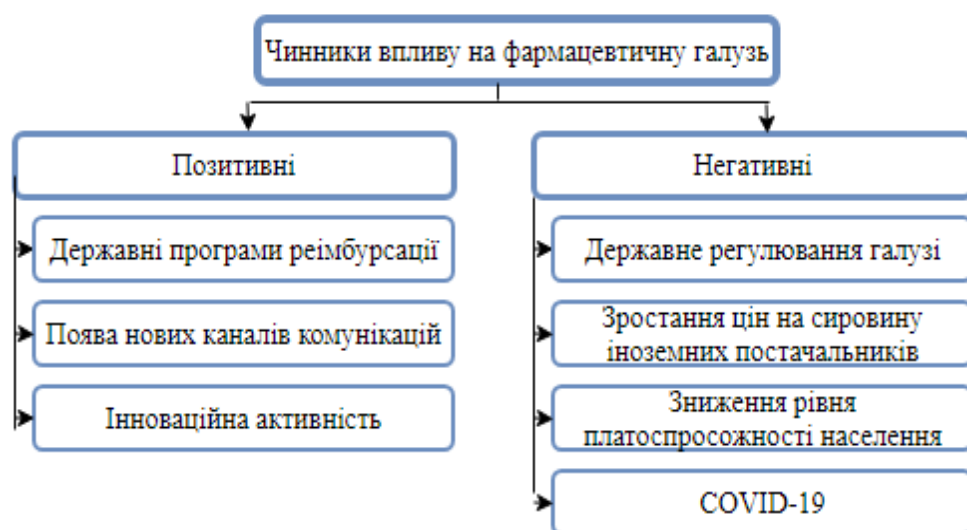 Чинники впливу на фармацевтичну галузь
Позитивні
Державні програми реімбурсації
Поява нових каналів комунікацій
Інноваційна активність
Негативні
Державне регулювання галузі
Зростання цін на сировину
іноземних постачальників
Зниження рівня
платоспросожності населення
COVID-19